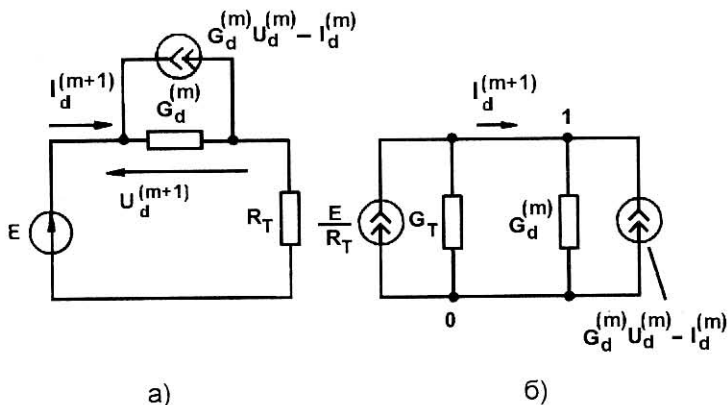 G_d^(m) U_d^(m) – I_d^(m)
I_d^(m+1)
G_d^(m)
U_d^(m+1)
E
R_T
а)
I_d^(m+1)
1
E/R_T
G_T
G_d^(m)
0
G_d^(m) U_d^(m) – I_d^(m)
б)